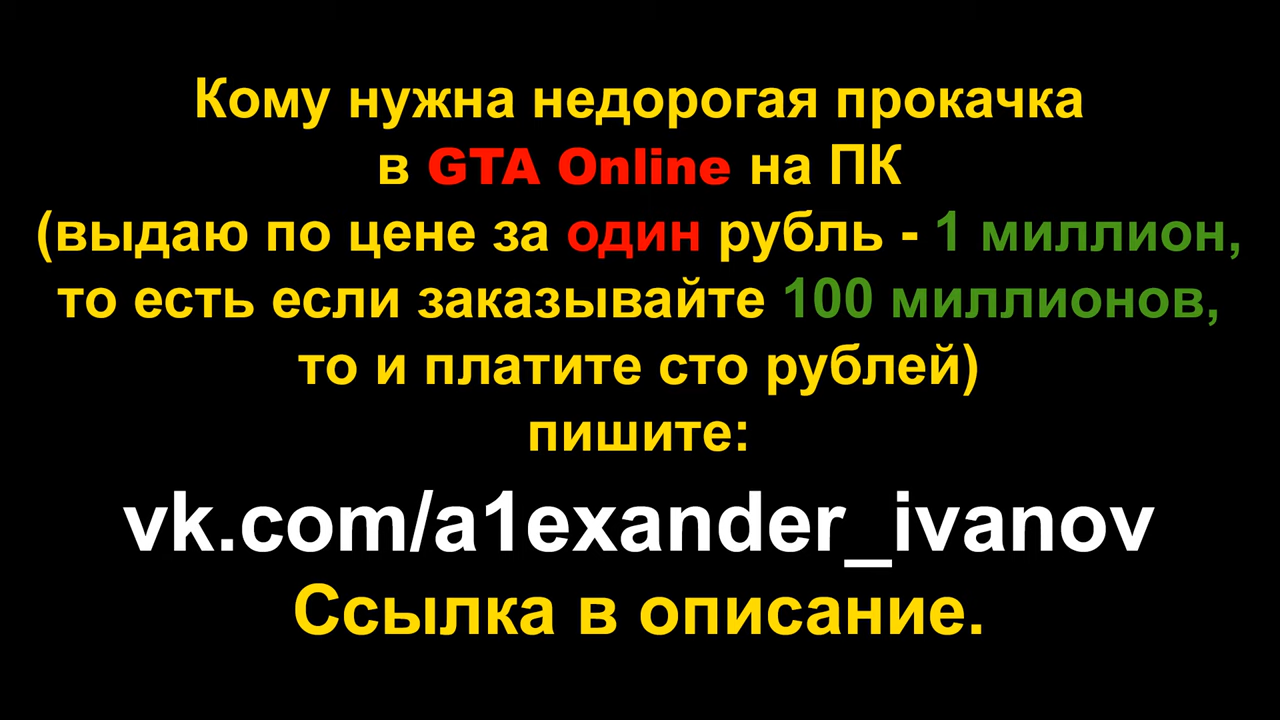 Кому нужна недорогая прокачка
в GTA Online на ПК
(выдаю по цене за один рубль - 1 миллион,
то есть если заказывайте 100 миллионов,
то и платите сто рублей)
пишите:
vk.com/a1exander_ivanov
Ссылка в описание.